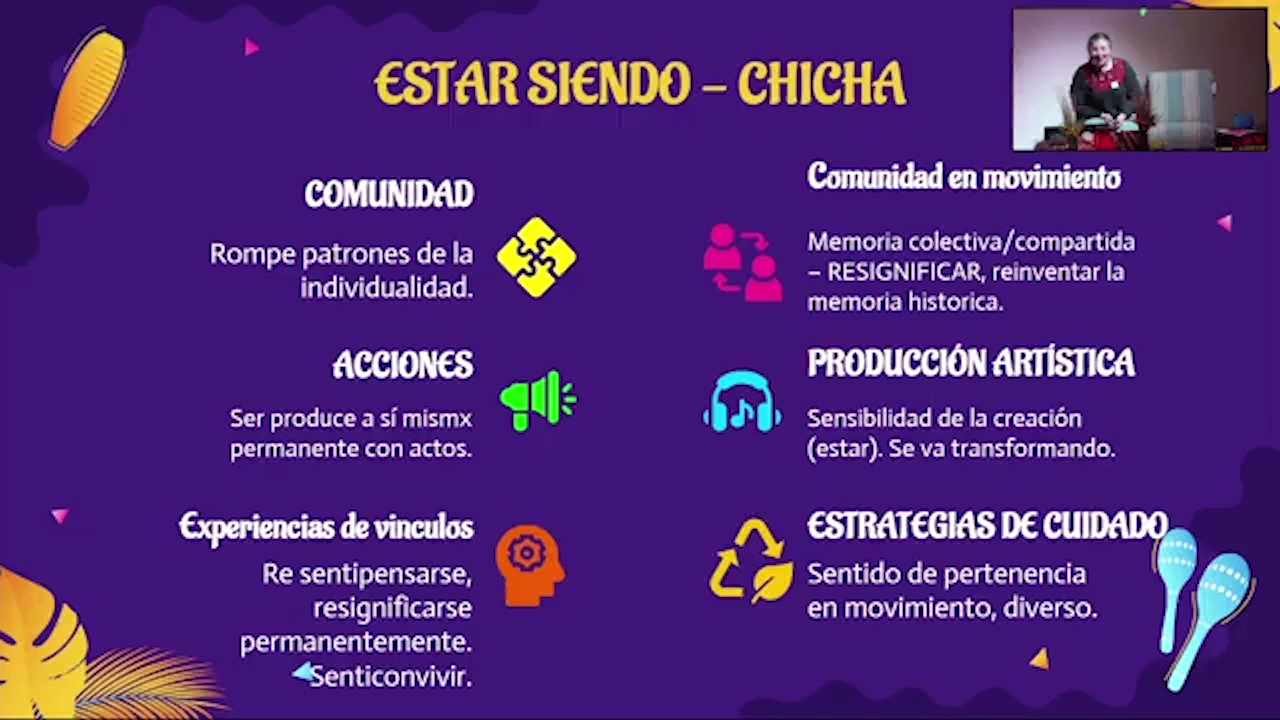 ESTAR SIENDO – CHICHA
COMUNIDAD
Rompe patrones de la
individualidad.
Comunidad en movimiento
Memoria colectiva/compartida
– RESIGNIFICAR, reinventar la
memoria historica.
ACCIONES
Ser produce a sí mismx
permanente con actos.
PRODUCCIÓN ARTÍSTICA
Sensibilidad de la creación
(estar). Se va transformando.
Experiencias de vinculos
Re sentipensarse,
resignificarse
permanentemente.
Senticonvivir.
ESTRATEGIAS DE CUIDADO
Sentido de pertenencia
en movimiento, diverso.